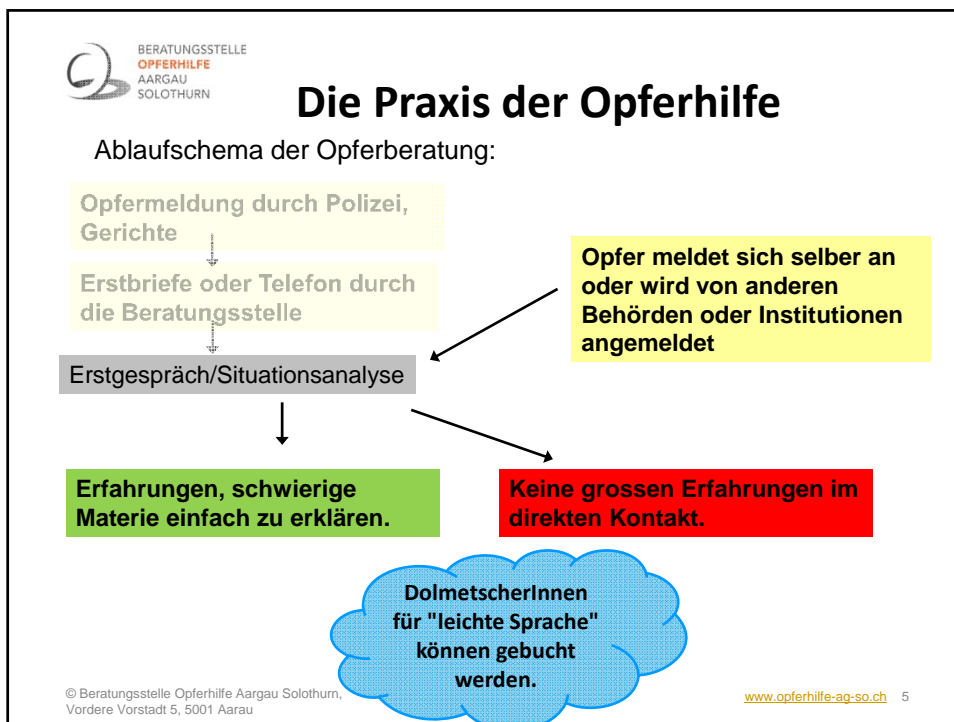 BERATUNGSSTELLE
OPFERHILFE
AARGAU
SOLOTHURN
Die Praxis der Opferhilfe
Ablaufschema der Opferberatung:
Opfermeldung durch Polizei,
Gerichte
Erstbriefe oder Telefon durch
die Beratungsstelle
Opfer meldet sich selber an
oder wird von anderen
Behörden oder Institutionen
angemeldet
Erstgespräch/Situationsanalyse
Erfahrungen, schwierige
Materie einfach zu erklären.
Keine grossen Erfahrungen im
direkten Kontakt.
DolmetscherInnen
für "leichte Sprache"
können gebucht
werden.
© Beratungsstelle Opferhilfe Aargau Solothurn,
Vordere Vorstadt 5, 5001 Aarau
www.opferhilfe-ag-so.ch 5